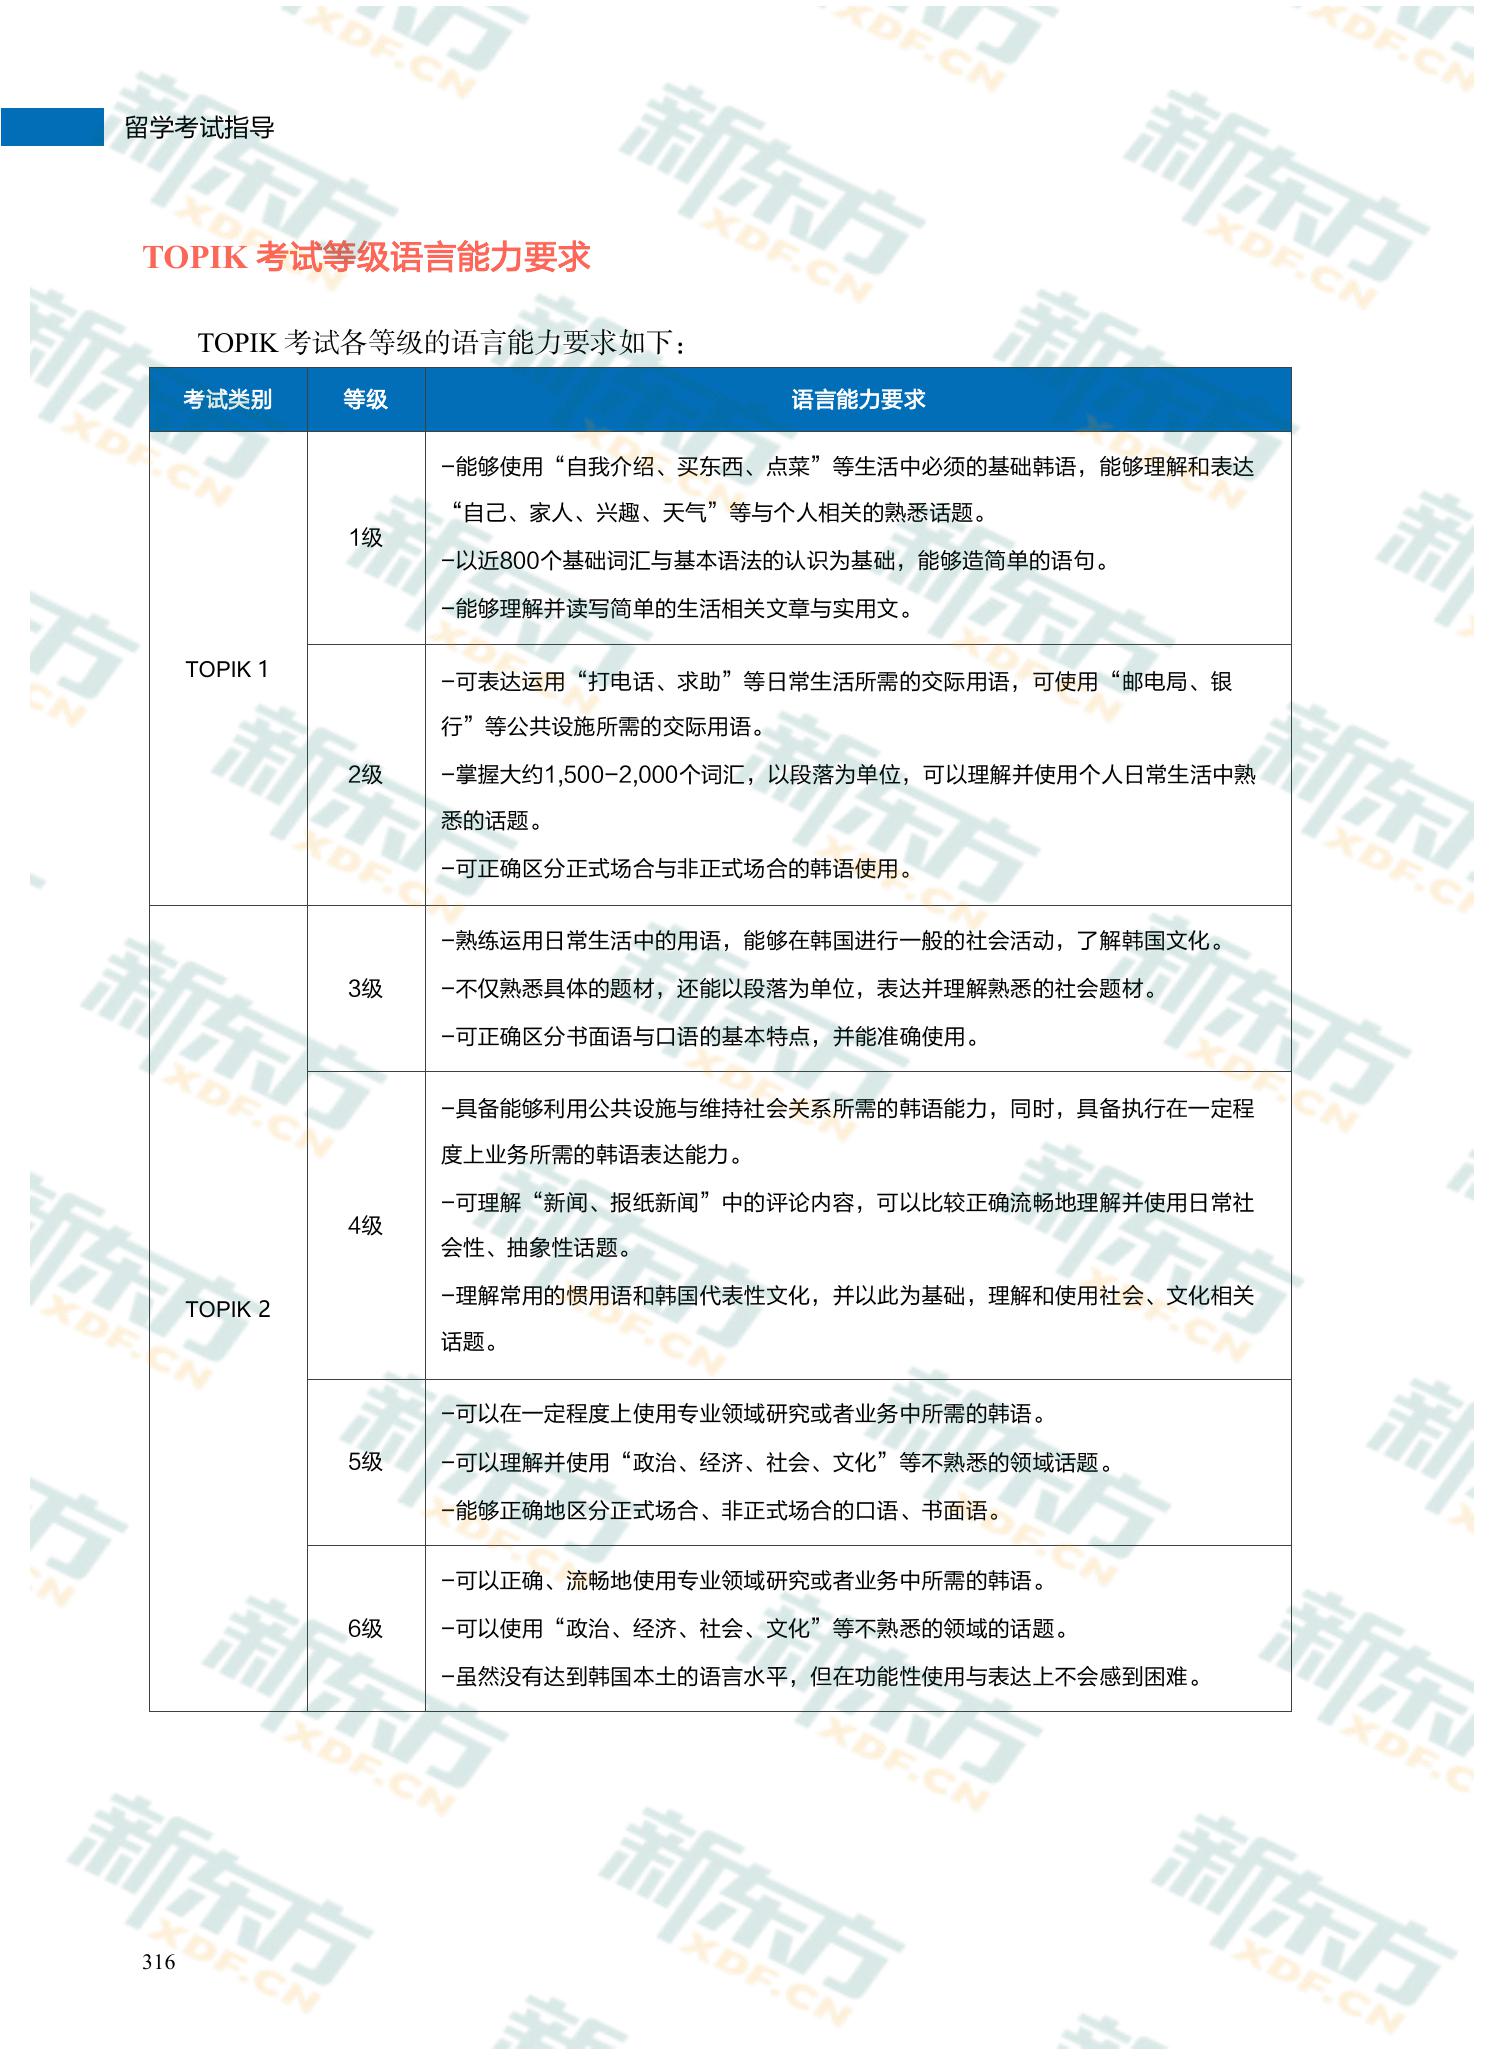 留学考试指导
TOPIK 考试等级语言能力要求
TOPIK 考试各等级的语言能力要求如下：
考试类别 等级 语言能力要求
TOPIK 1
1级
–能够使用“自我介绍、买东西、点菜”等生活中必须的基础韩语，能够理解和表达
“自己、家人、兴趣、天气”等与个人相关的熟悉话题。
–以近800个基础词汇与基本语法的认识为基础，能够造简单的语句。
–能够理解并读写简单的生活相关文章与实用文。
2级
–可表达运用“打电话、求助”等日常生活所需的交际用语，可使用“邮电局、银
行”等公共设施所需的交际用语。
–掌握大约1,500–2,000个词汇，以段落为单位，可以理解并使用个人日常生活中熟
悉的话题。
–可正确区分正式场合与非正式场合的韩语使用。
TOPIK 2
3级
–熟练运用日常生活中的用语，能够在韩国进行一般的社会活动，了解韩国文化。
–不仅熟悉具体的题材，还能以段落为单位，表达并理解熟悉的社会题材。
–可正确区分书面语与口语的基本特点，并能准确使用。
4级
–具备能够利用公共设施与维持社会关系所需的韩语能力，同时，具备执行在一定程
度上业务所需的韩语表达能力。
–可理解“新闻、报纸新闻”中的评论内容，可以比较正确流畅地理解并使用日常社
会性、抽象性话题。
–理解常用的惯用语和韩国代表性文化，并以此为基础，理解和使用社会、文化相关
话题。
5级
–可以在一定程度上使用专业领域研究或者业务中所需的韩语。
–可以理解并使用“政治、经济、社会、文化”等不熟悉的领域话题。
–能够正确地区分正式场合、非正式场合的口语、书面语。
6级
–可以正确、流畅地使用专业领域研究或者业务中所需的韩语。
–可以使用“政治、经济、社会、文化”等不熟悉的领域的话题。
–虽然没有达到韩国本土的语言水平，但在功能性使用与表达上不会感到困难。
316
新东方
XDF.CN